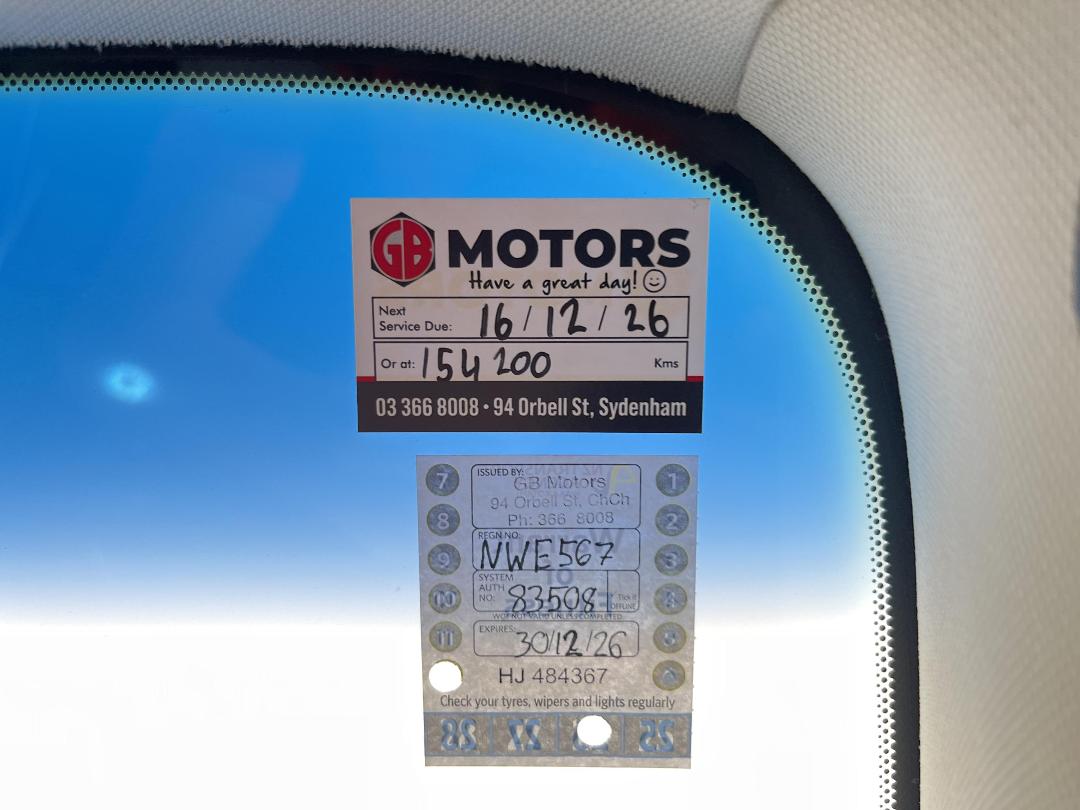 GB MOTORS
Have a great day!
Next
Service Due: 16/12/26
Or at: 154 200 Kms
03 366 8008 • 94 Orbell St, Sydenham
ISSUED BY:
GB Motors
94 Orbell St, ChCh
Ph: 366 8008
REGN NO:
NWE567
SYSTEM
AUTH
NO: 83508
Tick if
OFFLINE
WOF NOT VALID UNLESS COMPLETED
EXPIRES:
30/12/26
HJ 484367
Check your tyres, wipers and lights regularly
7 1
8 2
9 3
10 4
11 5
28 27 25